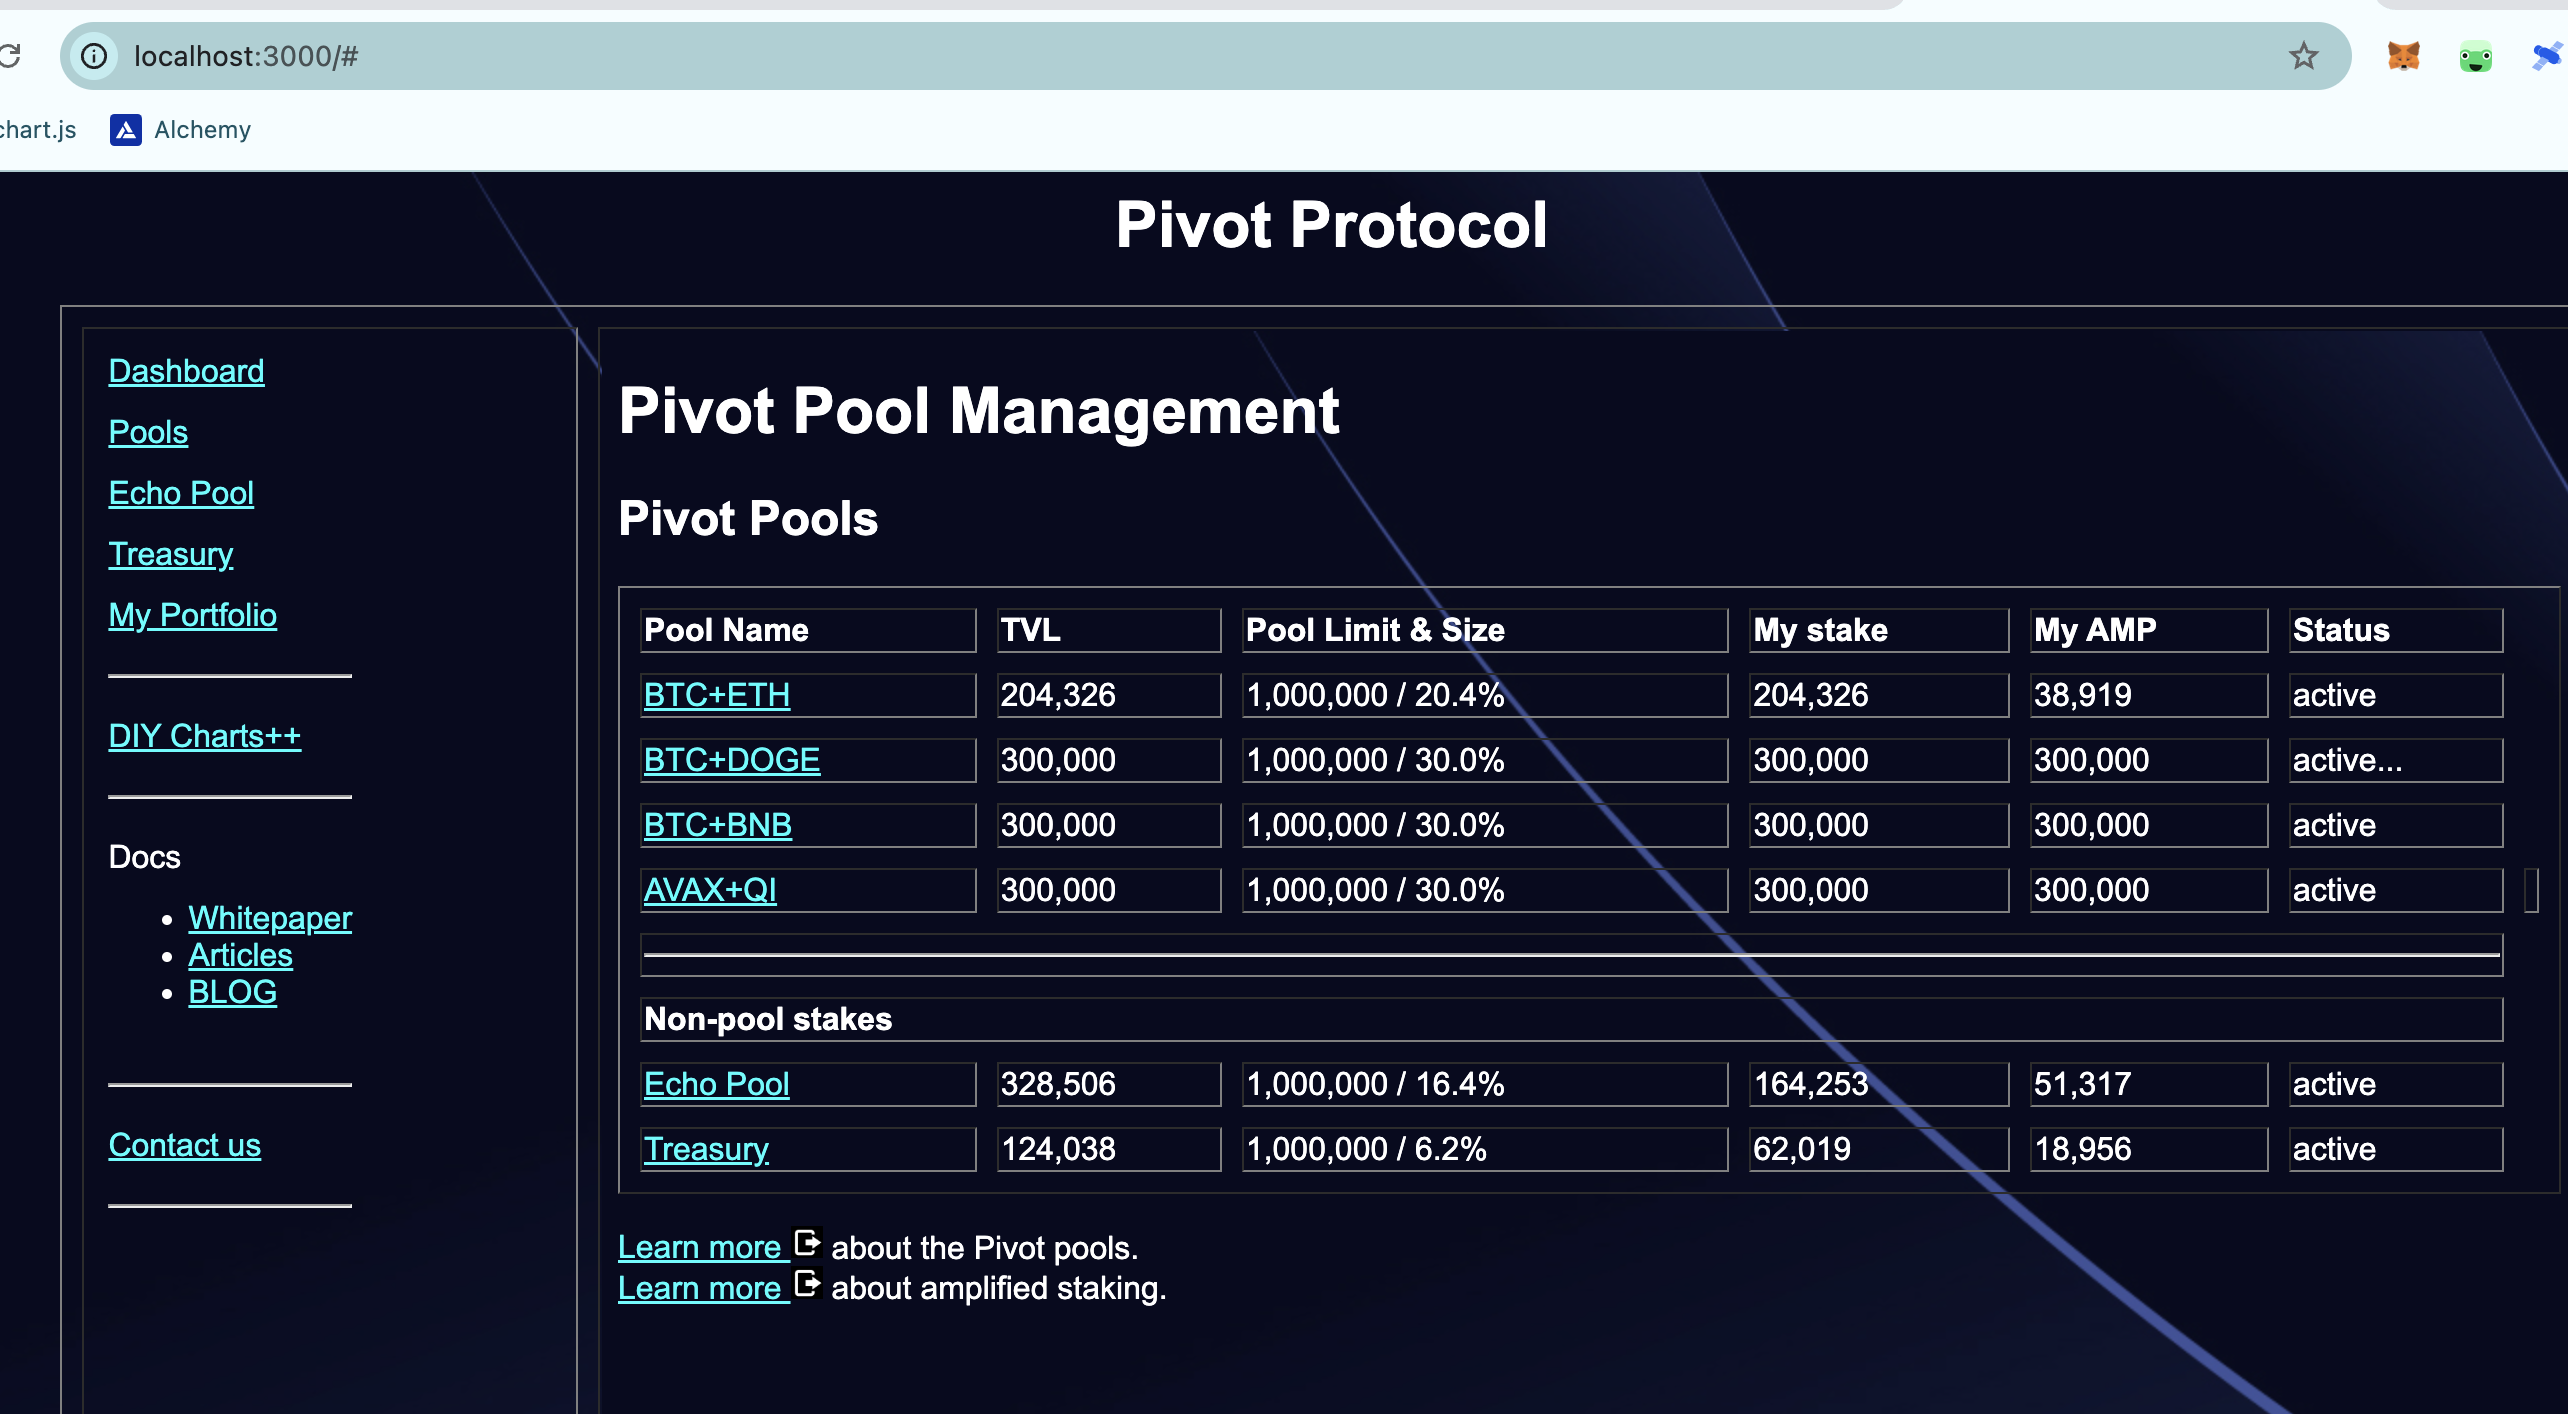 localhost:3000/#
chart.js Alchemy
Pivot Protocol
Dashboard
Pools
Echo Pool
Treasury
My Portfolio
DIY Charts++
Docs
Whitepaper
Articles
BLOG
Contact us
Pivot Pool Management
Pivot Pools
Pool Name TVL Pool Limit & Size My stake My AMP Status
BTC+ETH 204,326 1,000,000 / 20.4% 204,326 38,919 active
BTC+DOGE 300,000 1,000,000 / 30.0% 300,000 300,000 active...
BTC+BNB 300,000 1,000,000 / 30.0% 300,000 300,000 active
AVAX+QI 300,000 1,000,000 / 30.0% 300,000 300,000 active
Non-pool stakes
Echo Pool 328,506 1,000,000 / 16.4% 164,253 51,317 active
Treasury 124,038 1,000,000 / 6.2% 62,019 18,956 active
Learn more about the Pivot pools.
Learn more about amplified staking.